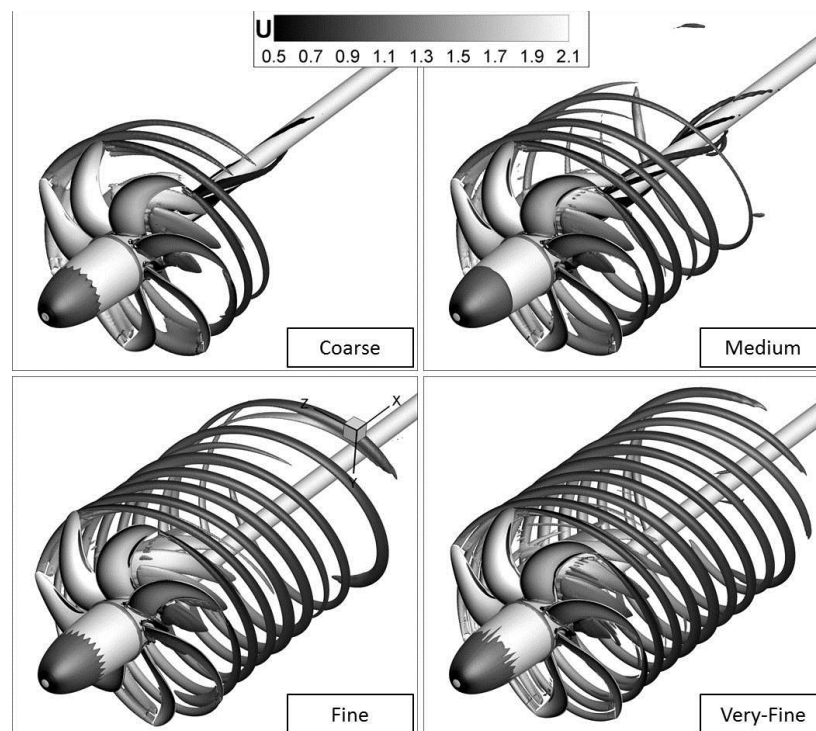 U
0.5 0.7 0.9 1.1 1.3 1.5 1.7 1.9 2.1
Coarse
Medium
Z
X
Y
Fine
Very-Fine